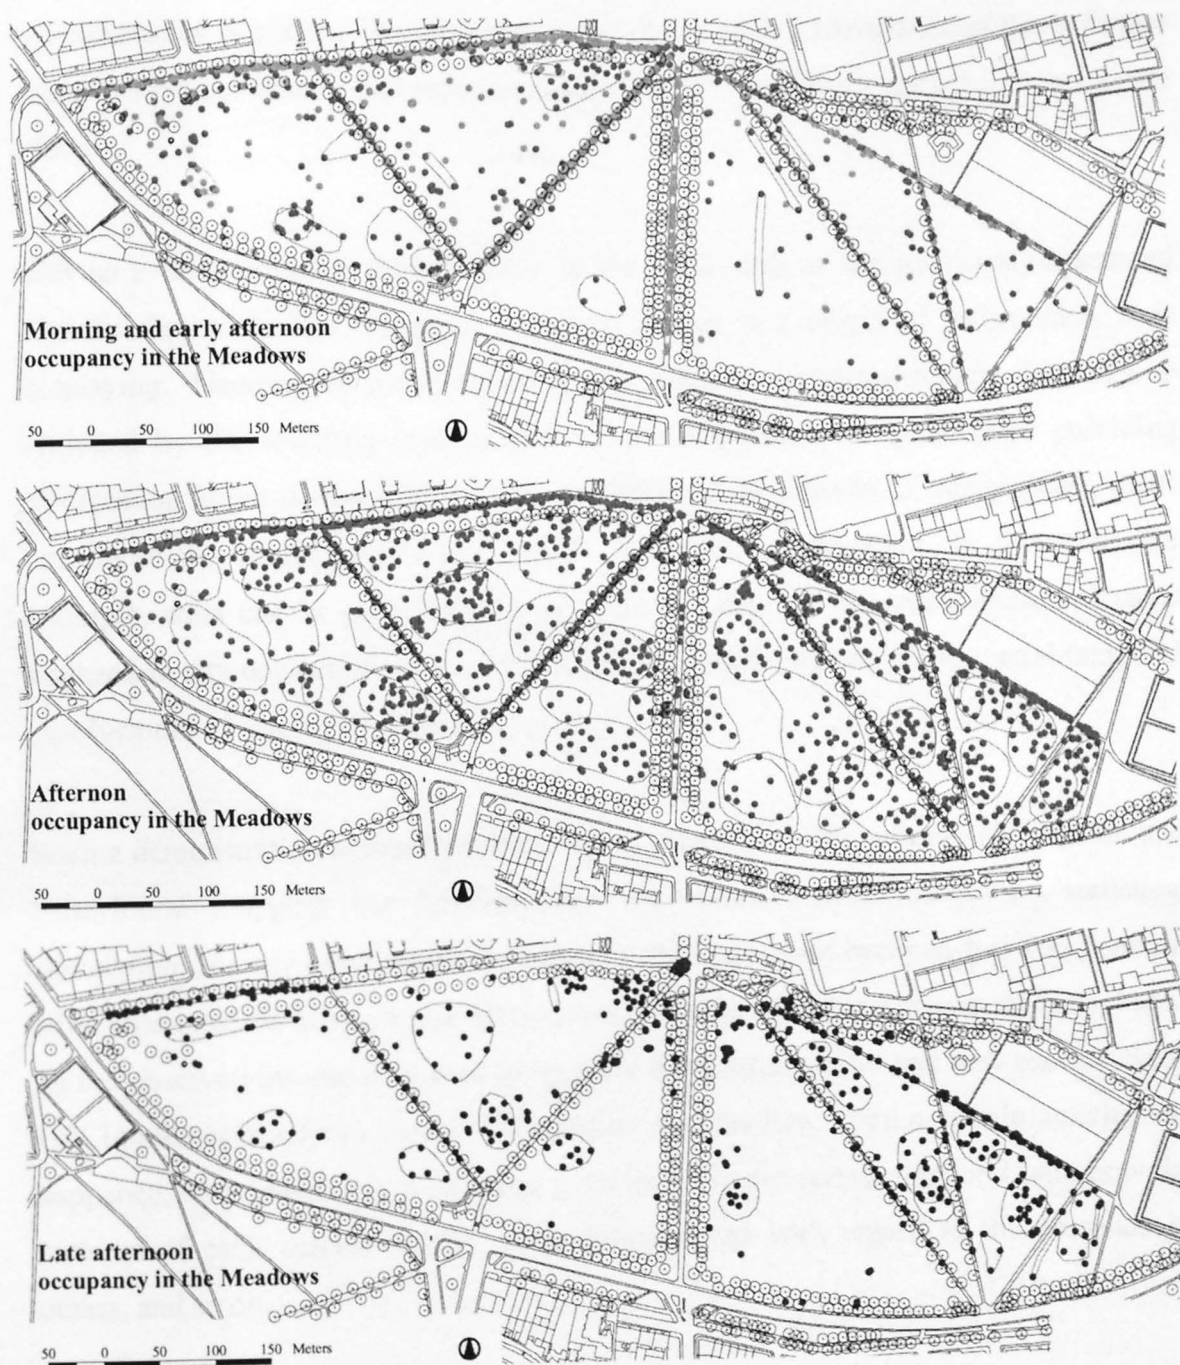 Morning and early afternoon
occupancy in the Meadows
50 0 50 100 150 Meters
Afternon
occupancy in the Meadows
50 0 50 100 150 Meters
Late afternoon
occupancy in the Meadows
50 0 50 100 150 Meters